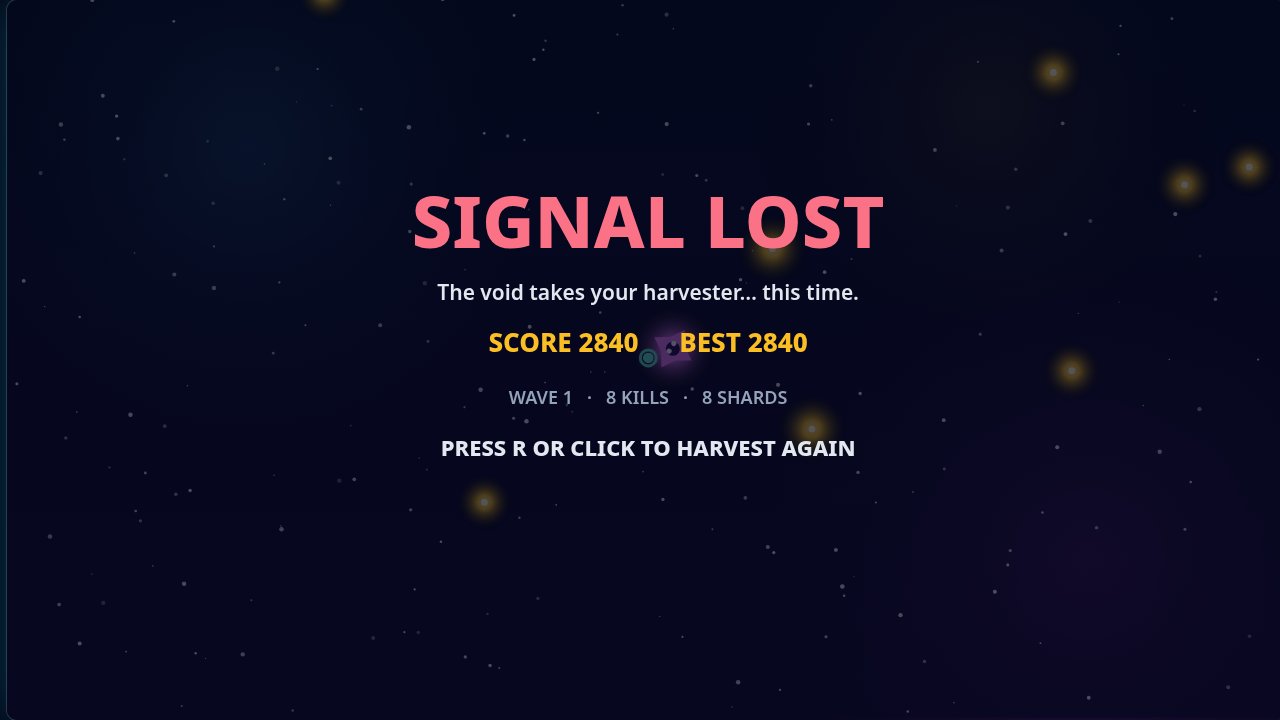 SIGNAL LOST
The void takes your harvester... this time.
SCORE 2840 BEST 2840
WAVE 1 · 8 KILLS · 8 SHARDS
PRESS R OR CLICK TO HARVEST AGAIN